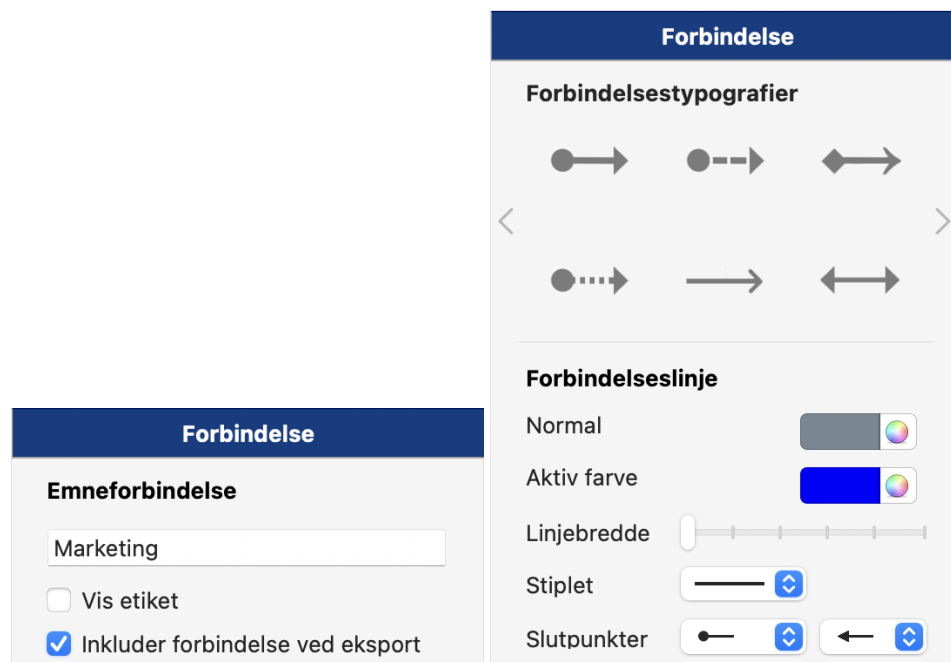 Forbindelse
Emneforbindelse
Marketing
Vis etiket
Inkluder forbindelse ved eksport
Forbindelse
Forbindelsestypografier
Forbindelseslinje
Normal
Aktiv farve
Linjebredde
Stiplet
Slutpunkter